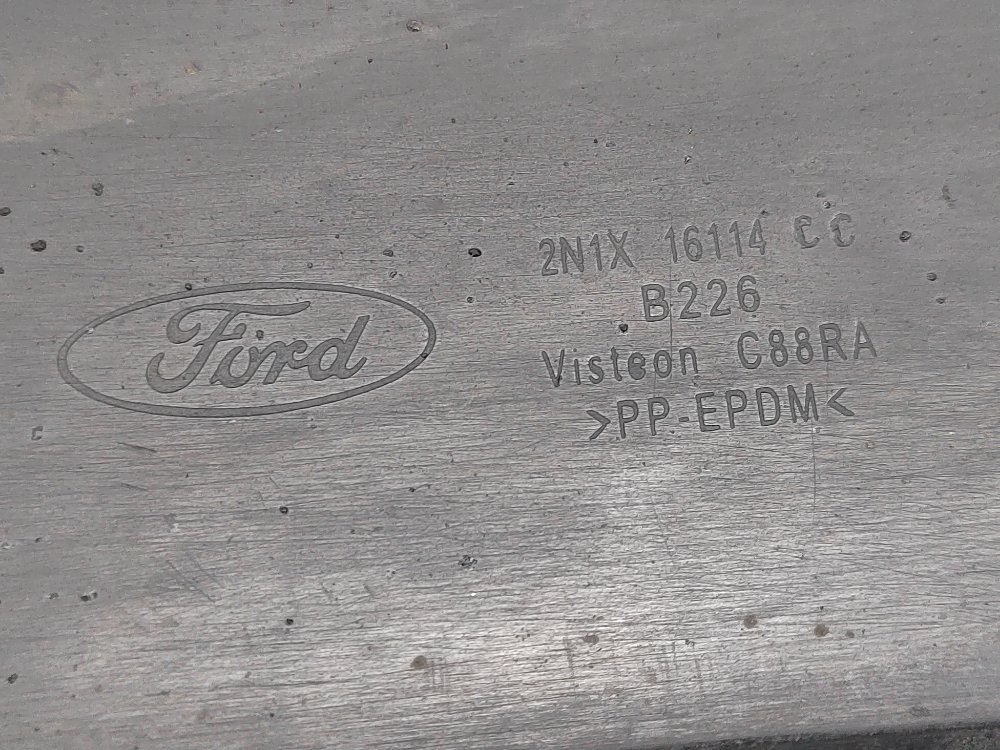 Ford
2N1X 16114 CC
B226
Visteon C88RA
>PP-EPDM<